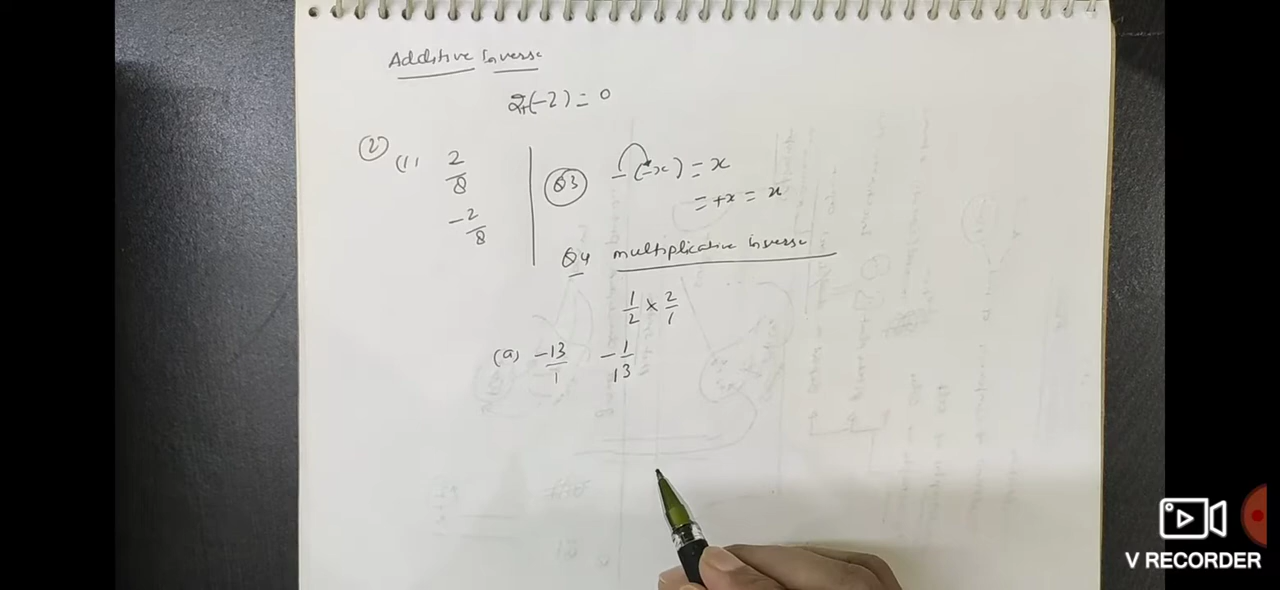 Additive Inverse
2+(-2) = 0
(2) (1) 2/8
-2/8
Q3 -(-x) = x
= +x = x
Q4 multiplicative inverse
1/2 × 2/1
(a) -13/1 -1/13
V RECORDER